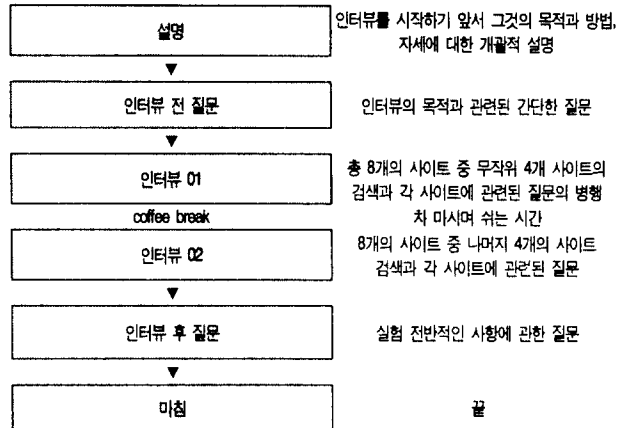 설명
인터뷰를 시작하기 앞서 그것의 목적과 방법,
자세에 대한 개괄적 설명
▼
인터뷰 전 질문
인터뷰의 목적과 관련된 간단한 질문
▼
인터뷰 01
총 8개의 사이트 중 무작위 4개 사이트의
검색과 각 사이트에 관련된 질문의 병행
coffee break
차 마시며 쉬는 시간
인터뷰 02
8개의 사이트 중 나머지 4개의 사이트
검색과 각 사이트에 관련된 질문
▼
인터뷰 후 질문
실험 전반적인 사항에 관한 질문
▼
마침
끝